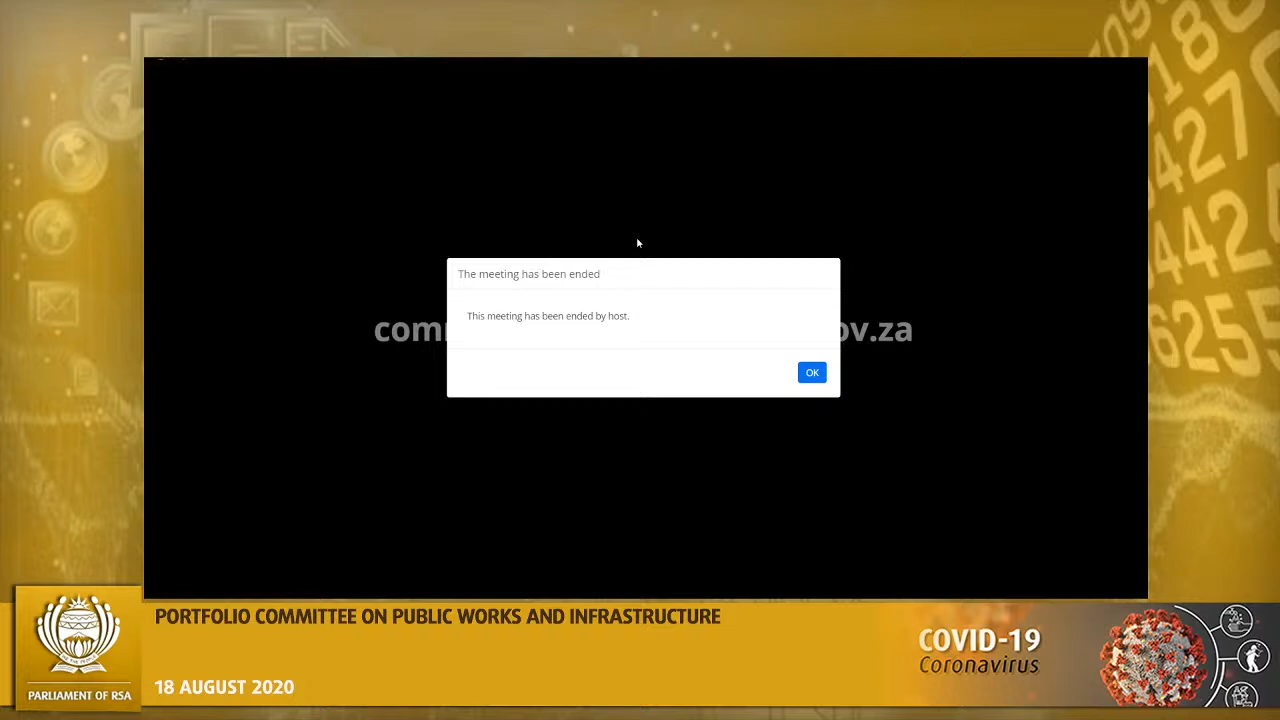 The meeting has been ended
This meeting has been ended by host.
OK
PORTFOLIO COMMITTEE ON PUBLIC WORKS AND INFRASTRUCTURE
18 AUGUST 2020
PARLIAMENT OF RSA
COVID-19
Coronavirus